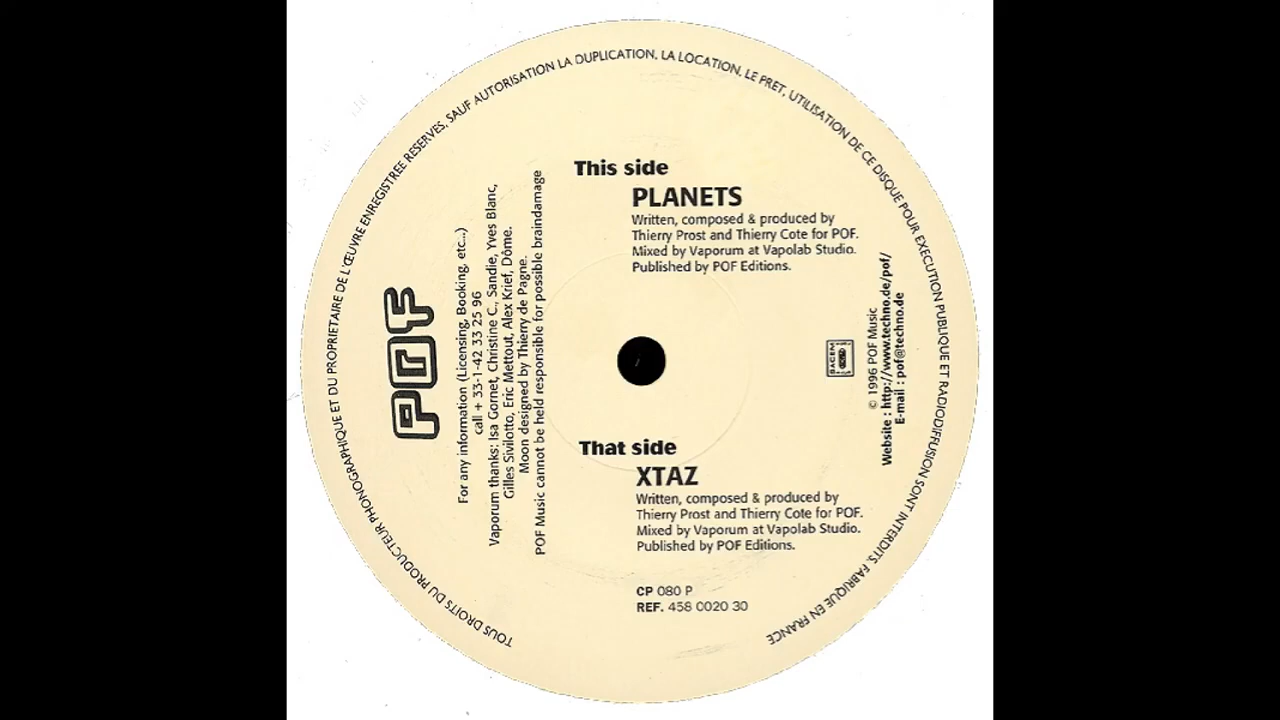 TOUS DROITS DU PRODUCTEUR PHONOGRAPHIQUE ET DU PROPRIETAIRE DE L'ŒUVRE ENREGISTREE RESERVES, SAUF AUTORISATION LA DUPLICATION, LA LOCATION, LE PRET, UTILISATION DE CE DISQUE POUR EXECUTION PUBLIQUE ET RADIODIFFUSION SONT INTERDITS. FABRIQUE EN FRANCE
POF
For any information (Licensing, Booking, etc...)
call + 33-1-42 33 25 96
Vaporum thanks: Isa Gornet, Christine C., Sandie, Yves Blanc,
Gilles Sivilotto, Eric Mettout, Alex Krief, Dôme.
Moon designed by Thierry de Pagne.
POF Music cannot be held responsible for possible braindamage
This side
PLANETS
Written, composed & produced by
Thierry Prost and Thierry Cote for POF.
Mixed by Vaporum at Vapolab Studio.
Published by POF Editions.
That side
XTAZ
Written, composed & produced by
Thierry Prost and Thierry Cote for POF.
Mixed by Vaporum at Vapolab Studio.
Published by POF Editions.
CP 080 P
REF. 458 0020 30
SACEM
© 1996 POF Music
Website : http://www.techno.de/pof/
E-mail : pof@techno.de